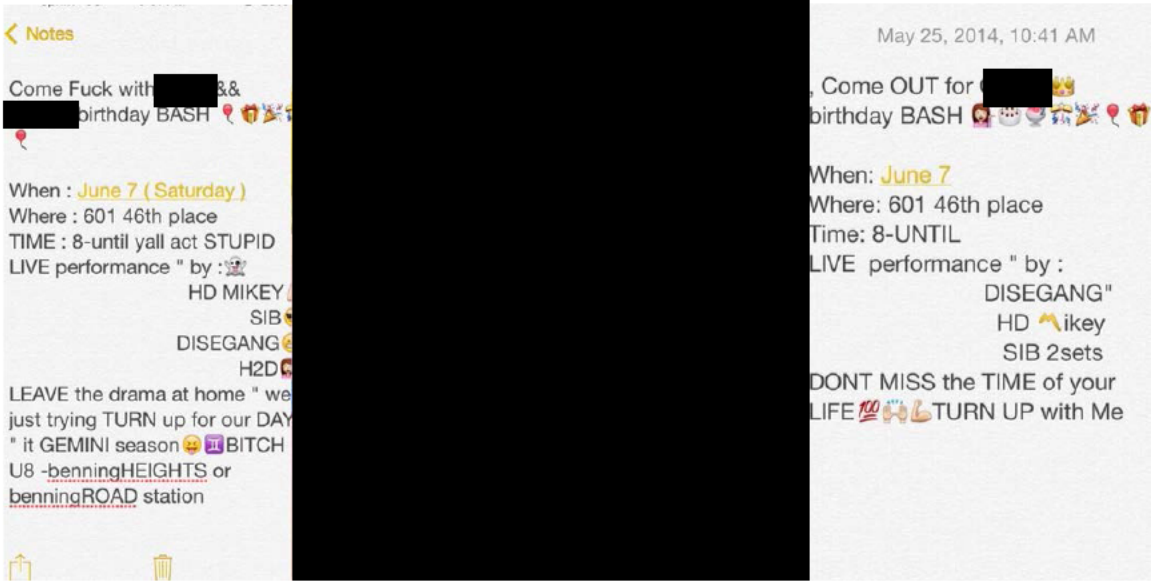 Notes
Come Fuck with && 
birthday BASH 🎈🎁🎉🎊
🎈
When : June 7 ( Saturday )
Where : 601 46th place
TIME : 8-until yall act STUPID
LIVE performance " by :👻
HD MIKEY💪
SIB😎
DISEGANG
H2D💆
LEAVE the drama at home " we
just trying TURN up for our DAY
" it GEMINI season😝♊BITCH
U8 -benningHEIGHTS or
benningROAD station
May 25, 2014, 10:41 AM
, Come OUT for 👑
birthday BASH 💆🎂🍨🎊🎉🎈🎁
When: June 7
Where: 601 46th place
Time: 8-UNTIL
LIVE performance " by :
DISEGANG"
HD 〽️ikey
SIB 2sets
DONT MISS the TIME of your
LIFE💯🙌💪TURN UP with Me